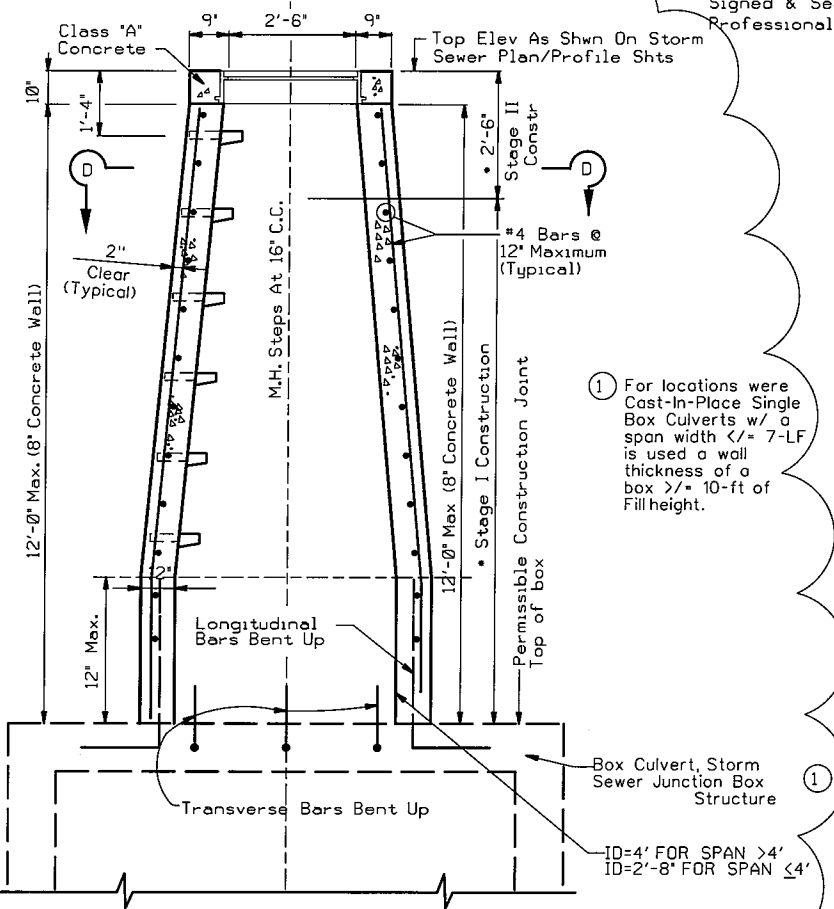 Signed & Se
Professional
9" 2'-6" 9"
Class "A"
Concrete
Top Elev As Shwn On Storm
Sewer Plan/Profile Shts
10"
1'-4"
* 2'-6"
Stage II
Constr
D
D
2"
Clear
(Typical)
#4 Bars @
12" Maximum
(Typical)
M.H. Steps At 16" C.C.
12'-0" Max. (8" Concrete Wall)
12'-0" Max (8" Concrete Wall)
* Stage I Construction
Permissible Construction Joint
Top of box
1 For locations were
Cast-In-Place Single
Box Culverts w/ a
span width </= 7-LF
is used a wall
thickness of a
box >/= 10-ft of
Fill height.
2"
12" Max.
Longitudinal
Bars Bent Up
Transverse Bars Bent Up
Box Culvert, Storm
Sewer Junction Box
Structure
1
ID=4' FOR SPAN >4'
ID=2'-8" FOR SPAN ≤4'